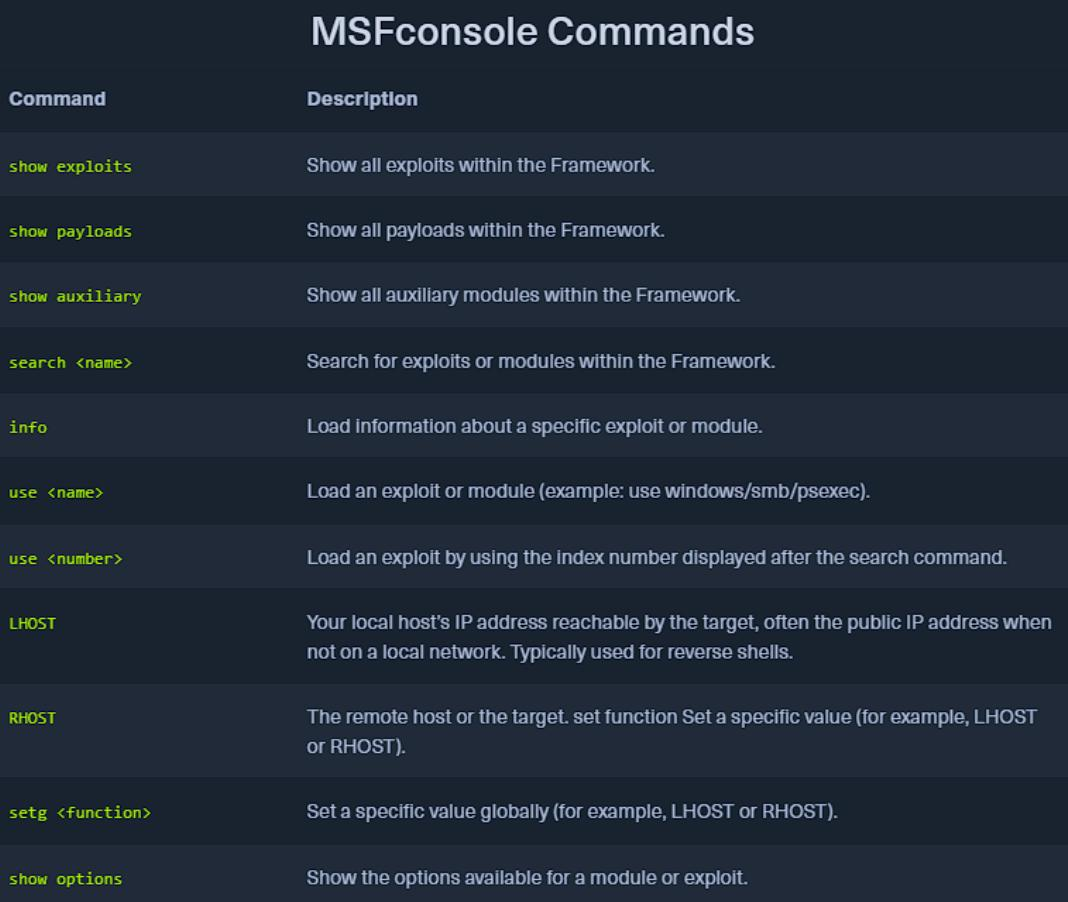 MSFconsole Commands
Command Description
show exploits Show all exploits within the Framework.
show payloads Show all payloads within the Framework.
show auxiliary Show all auxiliary modules within the Framework.
search <name> Search for exploits or modules within the Framework.
info Load information about a specific exploit or module.
use <name> Load an exploit or module (example: use windows/smb/psexec).
use <number> Load an exploit by using the index number displayed after the search command.
LHOST Your local host's IP address reachable by the target, often the public IP address when
not on a local network. Typically used for reverse shells.
RHOST The remote host or the target. set function Set a specific value (for example, LHOST
or RHOST).
setg <function> Set a specific value globally (for example, LHOST or RHOST).
show options Show the options available for a module or exploit.